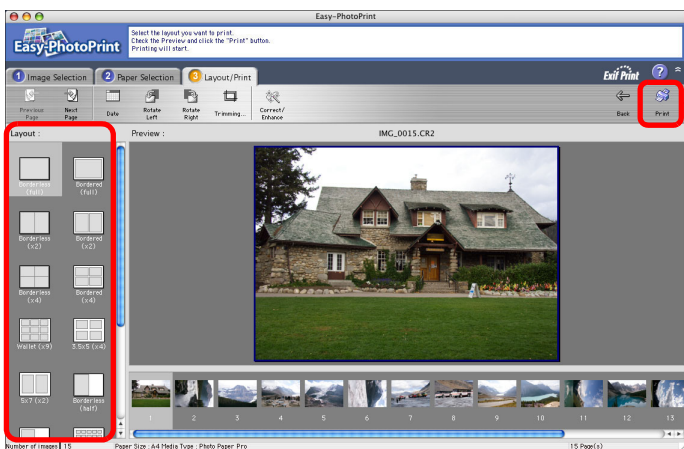 Easy-PhotoPrint
Easy-PhotoPrint
Select the layout you want to print.
Check the Preview and click the "Print" button.
Printing will start.
1 Image Selection
2 Paper Selection
3 Layout/Print
Exif Print
?
Previous Page
Next Page
Date
Rotate Left
Rotate Right
Trimming...
Correct/Enhance
Back
Print
Layout :
Preview :
IMG_0015.CR2
Borderless (full)
Bordered (full)
Borderless (x2)
Bordered (x2)
Borderless (x4)
Bordered (x4)
Wallet (x9)
3.5x5 (x4)
5x7 (x2)
Borderless (half)
1 2 3 4 5 6 7 8 9 10 11 12 13
Number of images 15
Paper Size : A4 Media Type : Photo Paper Pro
15 Page(s)